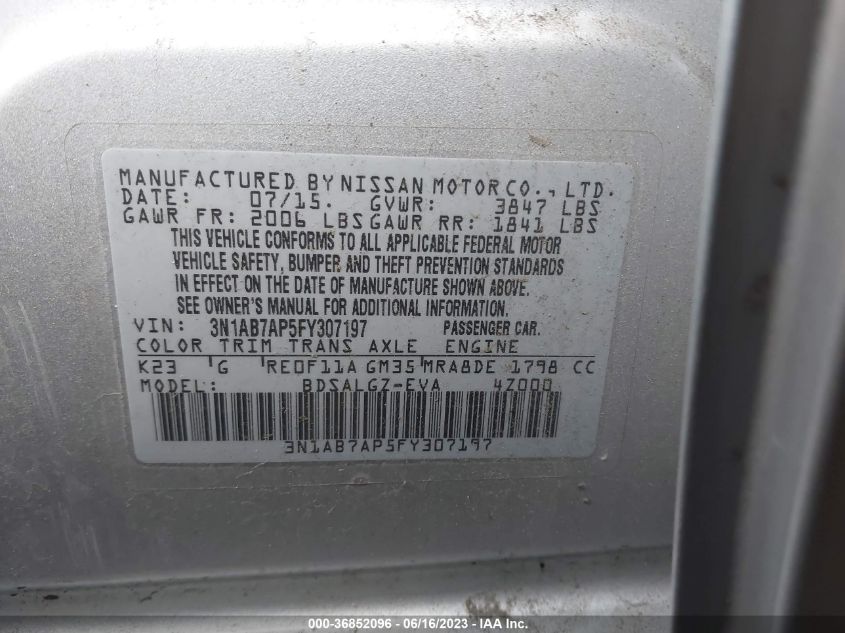 MANUFACTURED BY NISSAN MOTOR CO., LTD.
DATE: 07/15. GVWR: 3847 LBS
GAWR FR: 2006 LBS GAWR RR: 1841 LBS
THIS VEHICLE CONFORMS TO ALL APPLICABLE FEDERAL MOTOR
VEHICLE SAFETY, BUMPER AND THEFT PREVENTION STANDARDS
IN EFFECT ON THE DATE OF MANUFACTURE SHOWN ABOVE.
SEE OWNER'S MANUAL FOR ADDITIONAL INFORMATION.
VIN: 3N1AB7AP5FY307197 PASSENGER CAR.
COLOR TRIM TRANS AXLE ENGINE
K23 G RE0F11A GM35 MRA8DE 1798 CC
MODEL: BDSALGZ-EVA 4Z000
3N1AB7AP5FY307197
000-36852096 - 06/16/2023 - IAAI Inc.